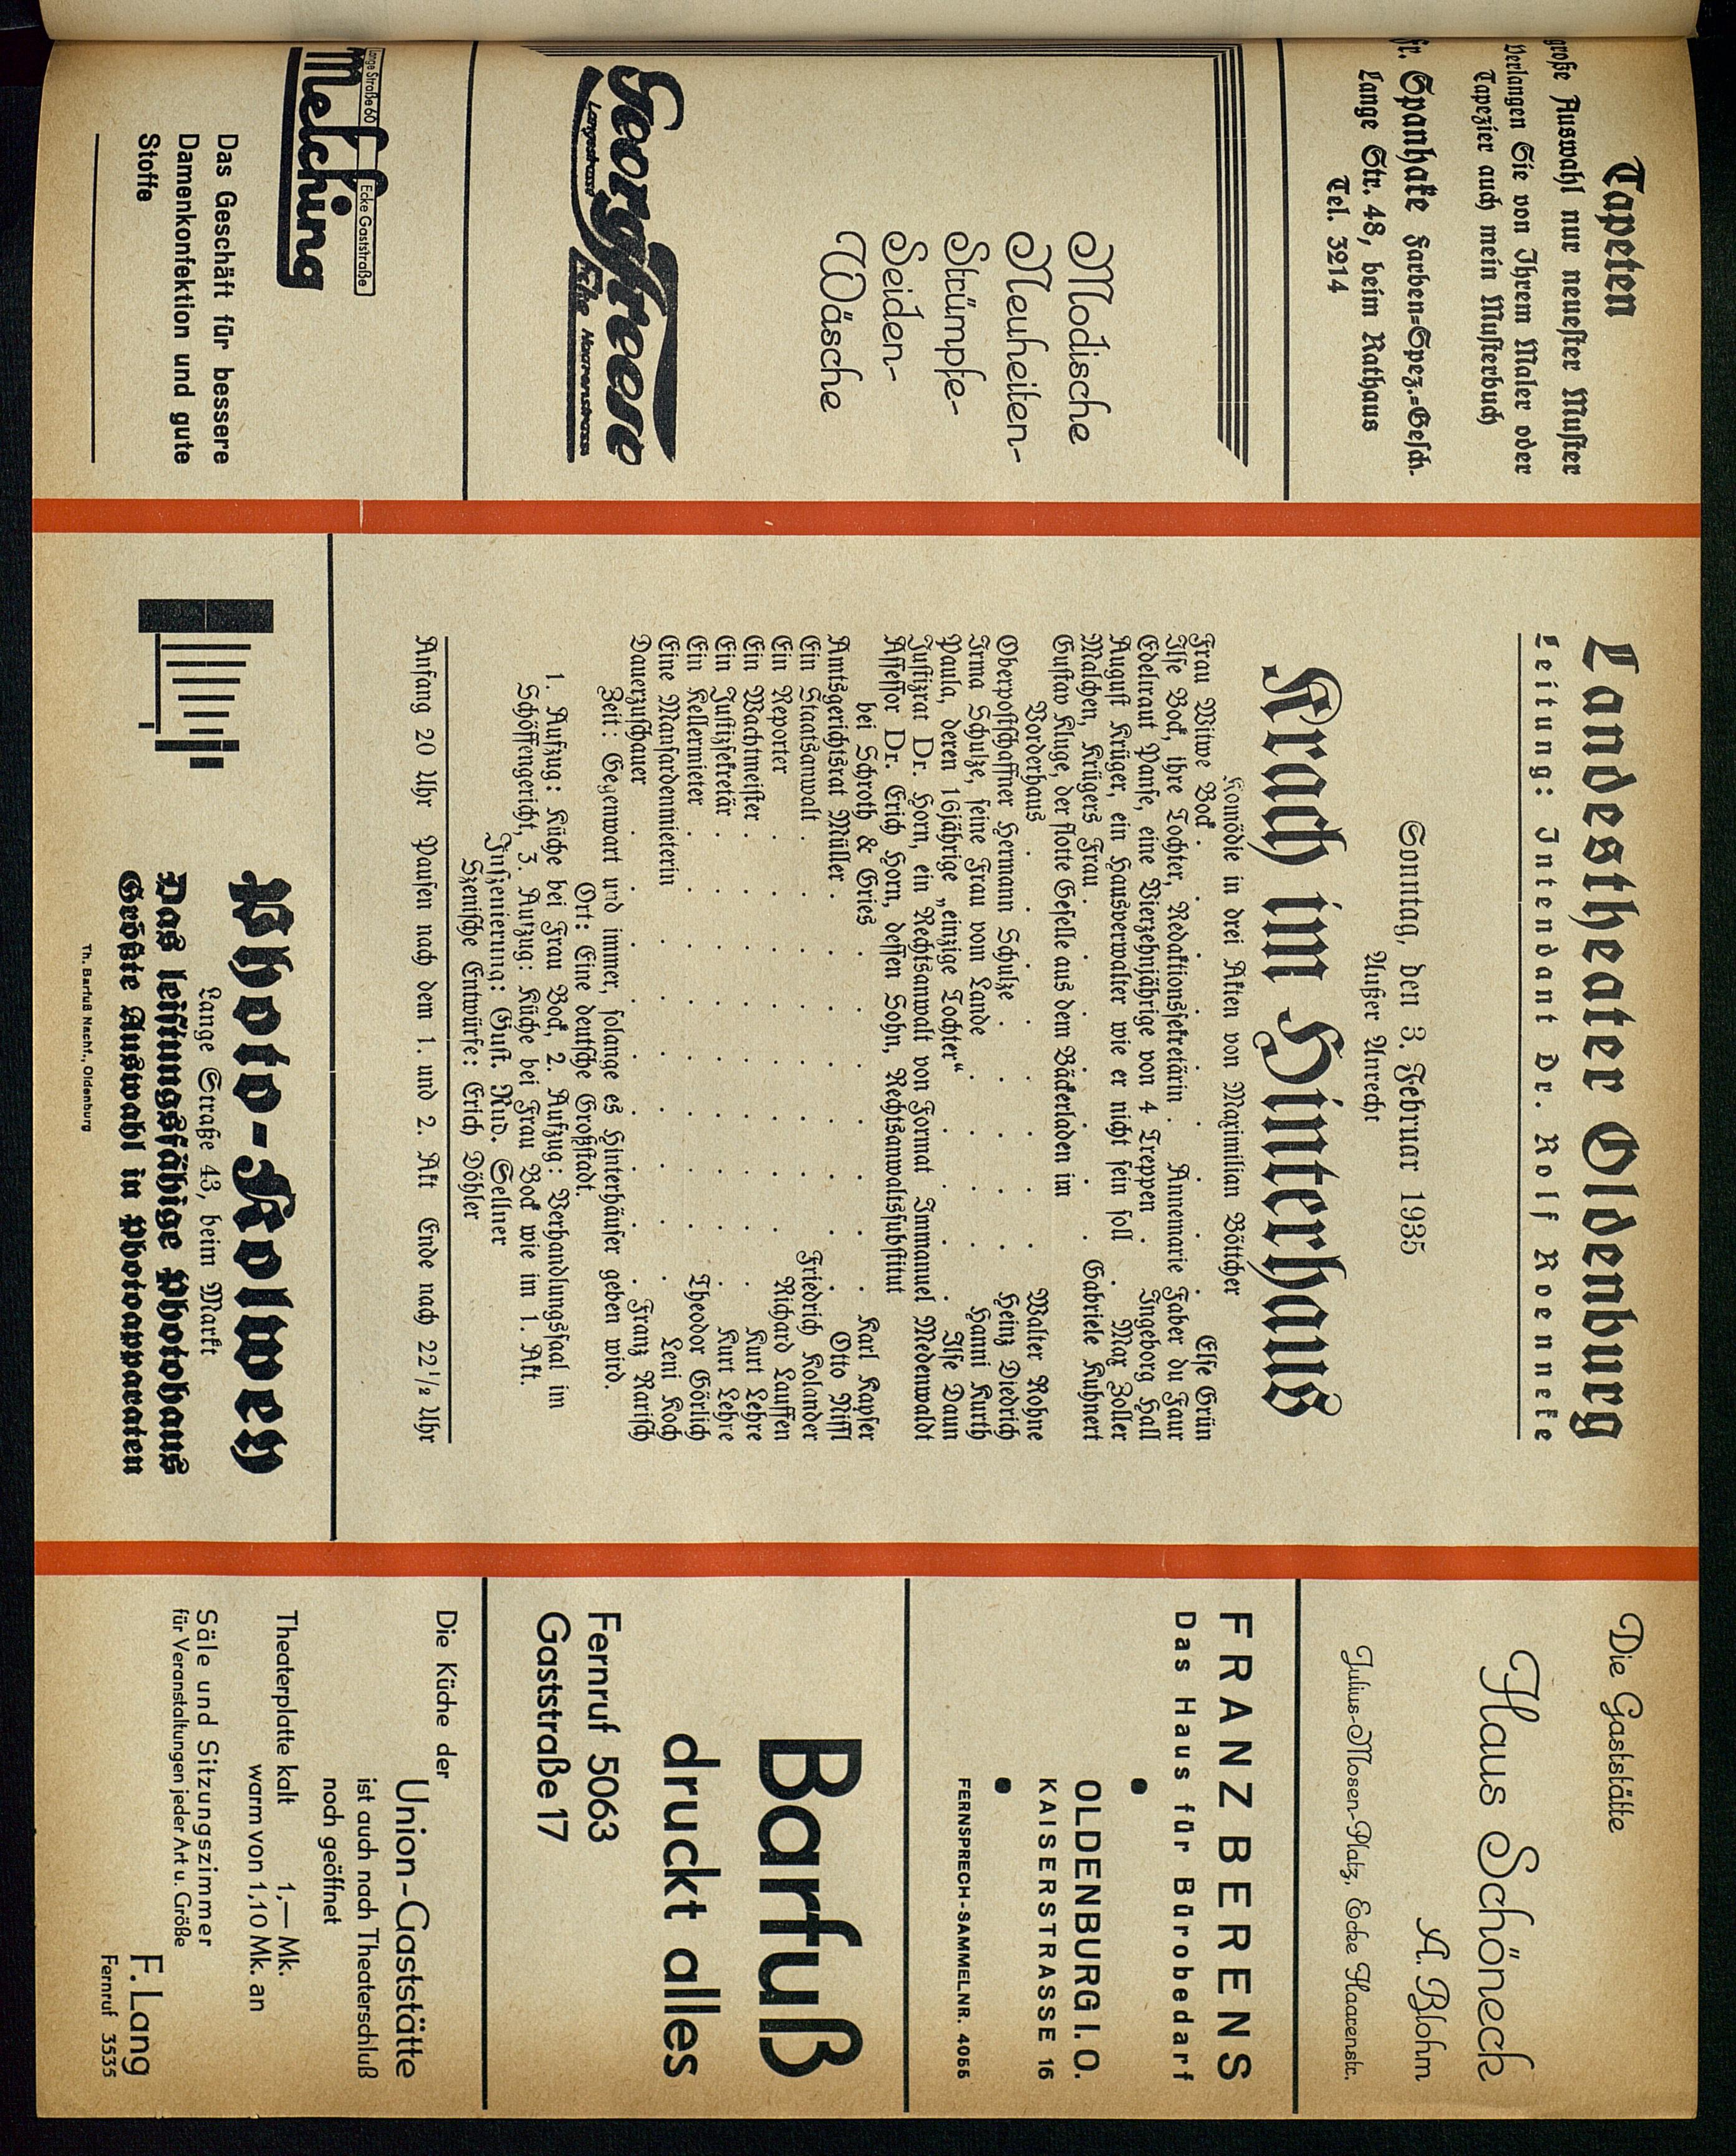 Tapeten
große Auswahl nur neuester Muster
Verlangen Sie von Ihrem Maler oder
Tapezier auch mein Musterbuch
Fr. Spanhake Farben=Spez.=Gesch.
Lange Str. 48, beim Rathaus
Tel. 3214
Modische
Neuheiten-
Strümpfe-
Seiden-
Wäsche
Georg Freese
Langestrasse Ecke Haarenstrasse
Lange Straße 60 Ecke Gaststraße
Melching
Das Geschäft für bessere
Damenkonfektion und gute
Stoffe
Landestheater Oldenburg
Leitung: Intendant Dr. Rolf Roennecke
Sonntag, den 3. Februar 1935
Außer Anrecht
Krach im Hinterhaus
Komödie in drei Akten von Maximilian Böttcher
Frau Witwe Bock . . . . . Else Grün
Ilse Bock, ihre Tochter, Redaktionssekretärin . Annemarie Faber du Faur
Edeltraut Panse, eine Vierzehnjährige von 4 Treppen . Ingeborg Hall
August Krüger, ein Hausverwalter wie er nicht sein soll . Max Zoller
Malchen, Krügers Frau . . . . Gabriele Kuhnert
Gustav Kluge, der flotte Geselle aus dem Bäckerladen im
Vorderhaus . . . . . Walter Rohne
Oberpostschaffner Hermann Schulze . . . Heinz Diedrich
Irma Schulze, seine Frau vom Lande . . . Hanni Kurth
Paula, deren 16jährige „einzige Tochter“ . . . Ilse Daun
Justizrat Dr. Horn, ein Rechtsanwalt von Format Immanuel Medenwaldt
Assessor Dr. Erich Horn, dessen Sohn, Rechtsanwaltssubstitut
bei Schroth & Gries . . . . Karl Kayser
Amtsgerichtsrat Müller . . . . . Otto Niffl
Ein Staatsanwalt . . . . . Friedrich Kolander
Ein Reporter . . . . . Richard Lauffen
Ein Wachtmeister . . . . . Kurt Lehre
Ein Justizsekretär . . . . . Kurt Lehre
Ein Kellermieter . . . . . Theodor Görlich
Eine Mansardenmieterin . . . . Leni Koch
Dauerzuschauer . . . . . Franz Rarisch
Zeit: Gegenwart und immer, solange es Hinterhäuser geben wird.
Ort: Eine deutsche Großstadt.
1. Aufzug: Küche bei Frau Bock, 2. Aufzug: Verhandlungssaal im
Schöffengericht, 3. Aufzug: Küche bei Frau Bock wie im 1. Akt.
Inszenierung: Gust. Rud. Sellner
Szenische Entwürfe: Erich Döhler
Anfang 20 Uhr Pausen nach dem 1. und 2. Akt Ende nach 22½ Uhr
Photo-Kolwey
Lange Straße 43, beim Markt
Das leistungsfähige Photohaus
Größte Auswahl in Photoapparaten
Th. Barfuß Nachf., Oldenburg
Die Gaststätte
Haus Schöneck
A. Blohm
Julius-Mosen-Platz, Ecke Haarenstr.
FRANZ BERENS
Das Haus für Bürobedarf
OLDENBURG I. O.
KAISERSTRASSE 16
FERNSPRECH-SAMMELNR. 4055
Barfuß
druckt alles
Fernruf 5063
Gaststraße 17
Die Küche der
Union-Gaststätte
ist auch nach Theaterschluß
noch geöffnet
Theaterplatte kalt 1,— Mk.
warm von 1,10 Mk. an
Säle und Sitzungszimmer
für Veranstaltungen jeder Art u. Größe
F. Lang
Fernruf 3535